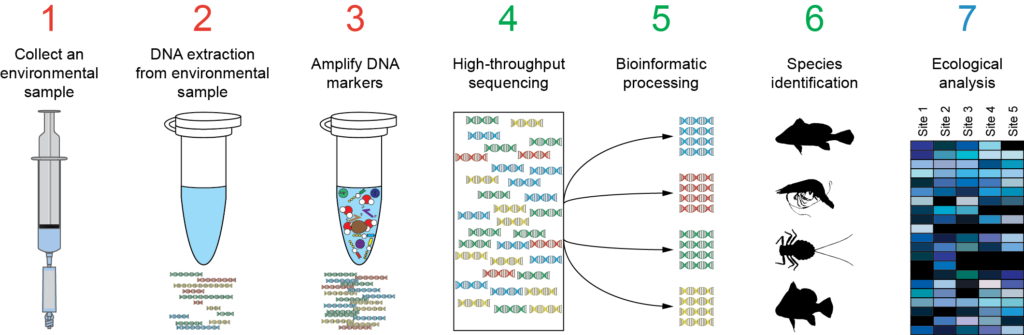 1
Collect an
environmental
sample
2
DNA extraction
from environmental
sample
3
Amplify DNA
markers
4
High-throughput
sequencing
5
Bioinformatic
processing
6
Species
identification
7
Ecological
analysis
Site 1
Site 2
Site 3
Site 4
Site 5